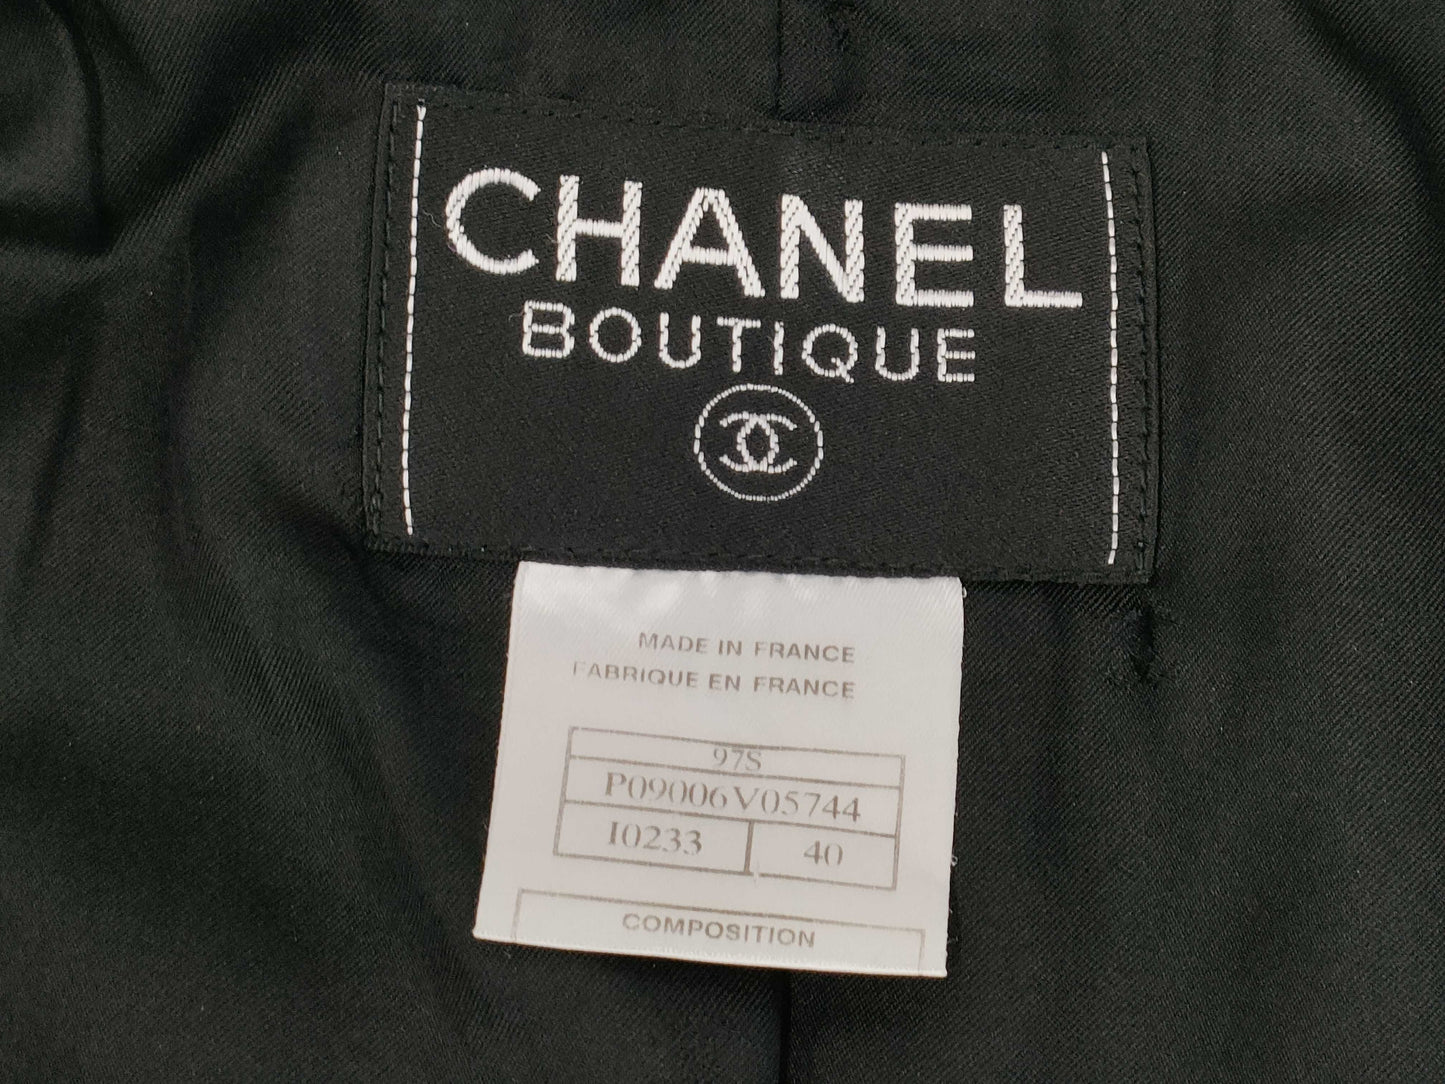 CHANEL
BOUTIQUE
MADE IN FRANCE
FABRIQUE EN FRANCE
97S
P09006V05744
I0233 40
COMPOSITION